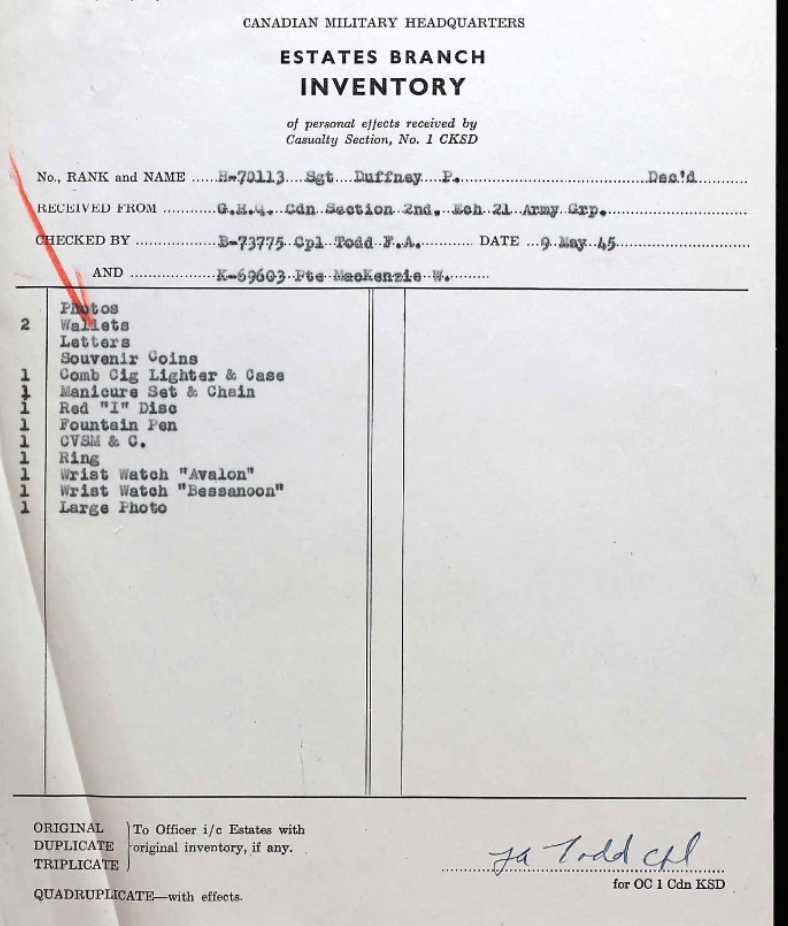 CANADIAN MILITARY HEADQUARTERS
ESTATES BRANCH
INVENTORY
of personal effects received by
Casualty Section, No. 1 CKSD
No., RANK and NAME ..... H-70113 Sgt Duffney P. ..... Dec'd
RECEIVED FROM ..... G.H.Q. Cdn Section 2nd. Ech 21 Army Grp.
CHECKED BY ..... B-73775 Cpl Todd F.A. ..... DATE ... 9 May 45
AND ..... K-69603 Pte MacKenzie W.
Photos
2 Wallets
Letters
Souvenir Coins
1 Comb Cig Lighter & Case
1 Manicure Set & Chain
1 Red "I" Disc
1 Fountain Pen
1 CVSM & C.
1 Ring
1 Wrist Watch "Avalon"
1 Wrist Watch "Bessanoon"
1 Large Photo
ORIGINAL } To Officer i/c Estates with
DUPLICATE } original inventory, if any.
TRIPLICATE }
QUADRUPLICATE—with effects.
FA Todd Cpl
for OC 1 Cdn KSD